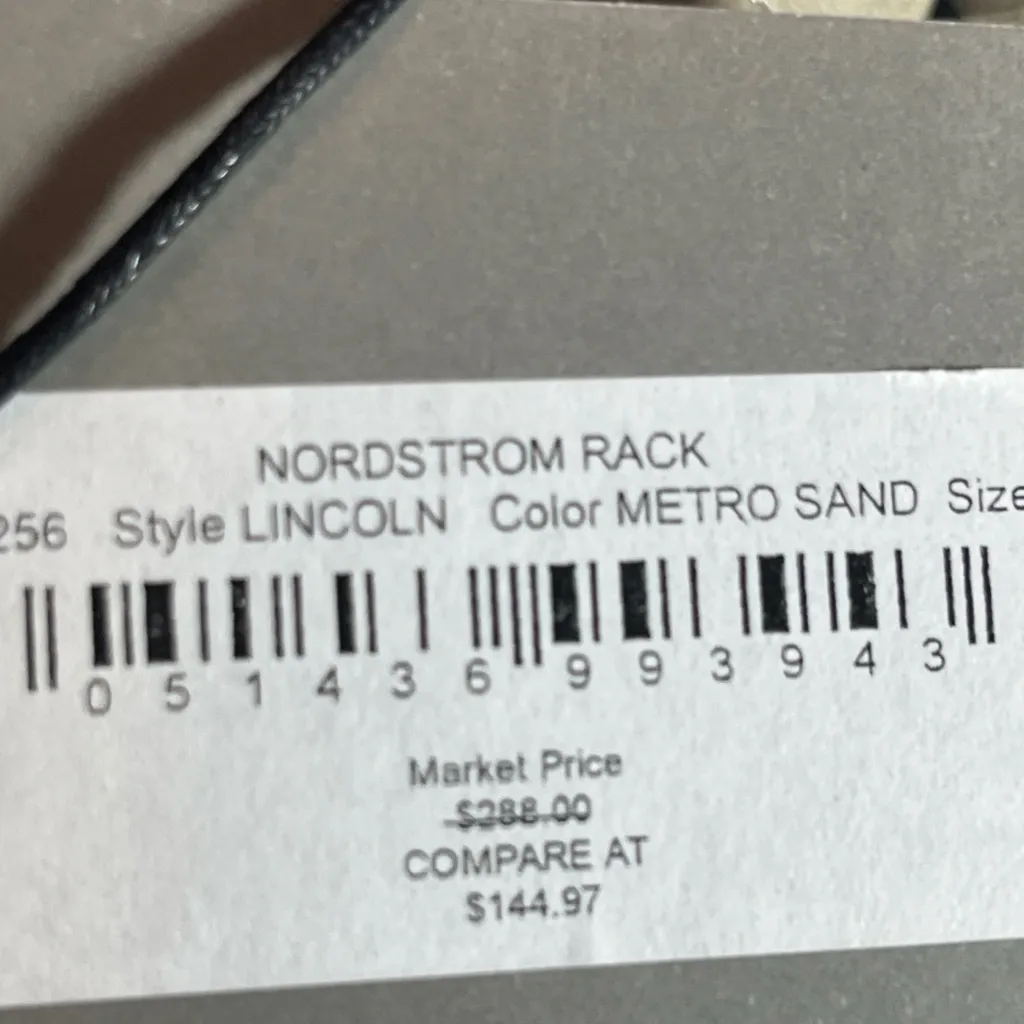 NORDSTROM RACK
256 Style LINCOLN Color METRO SAND Size
0 5 1 4 3 6 9 9 3 9 4 3
Market Price
$288.00
COMPARE AT
$144.97